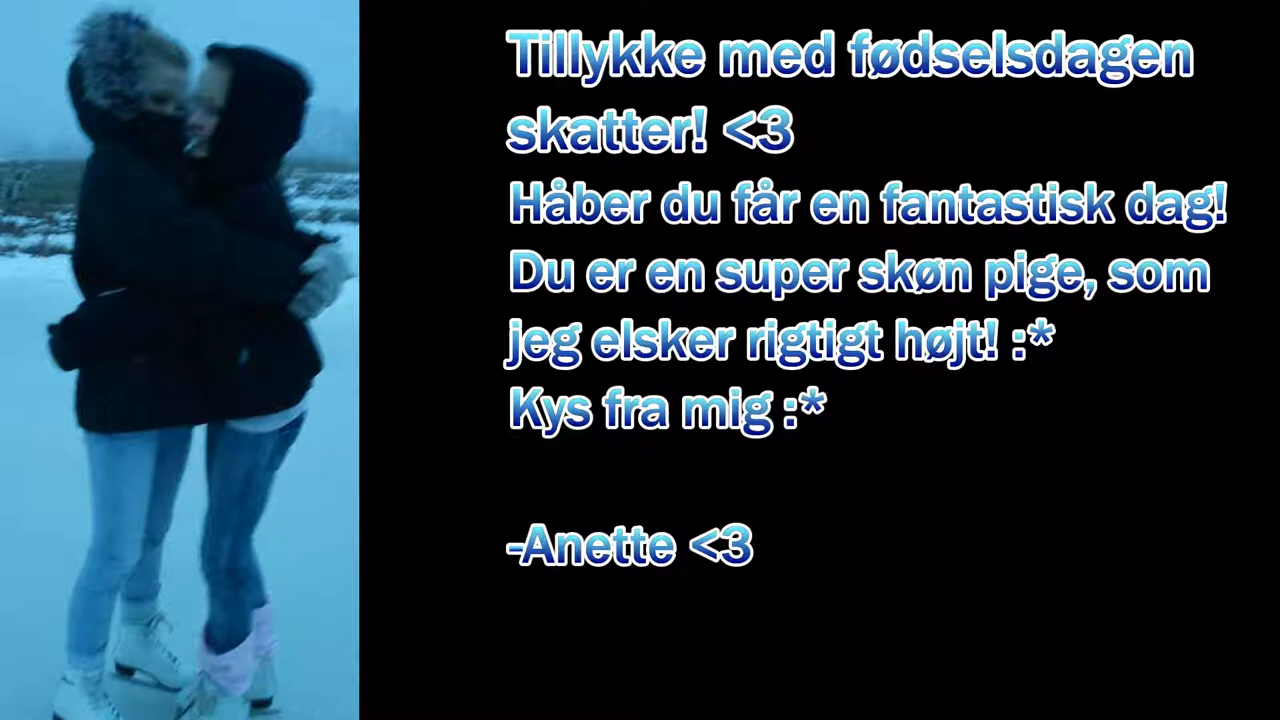 Tillykke med fødselsdagen
skatter! <3
Håber du får en fantastisk dag!
Du er en super skøn pige, som
jeg elsker rigtigt højt! :*
Kys fra mig :*
-Anette <3